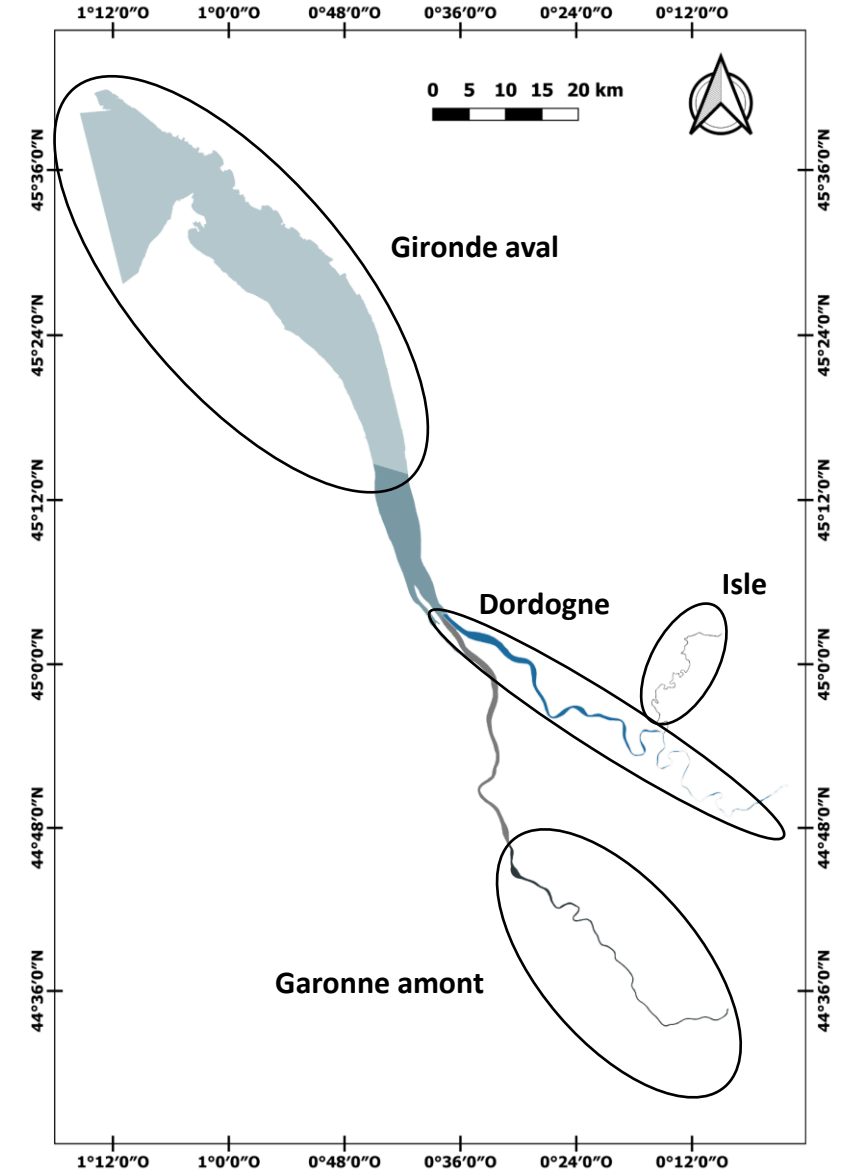 1°12′0″O 1°0′0″O 0°48′0″O 0°36′0″O 0°24′0″O 0°12′0″O
0 5 10 15 20 km
45°36′0″N 45°36′0″N
Gironde aval
45°24′0″N 45°24′0″N
45°12′0″N 45°12′0″N
Isle
Dordogne
45°0′0″N 45°0′0″N
44°48′0″N 44°48′0″N
Garonne amont
44°36′0″N 44°36′0″N
1°12′0″O 1°0′0″O 0°48′0″O 0°36′0″O 0°24′0″O 0°12′0″O